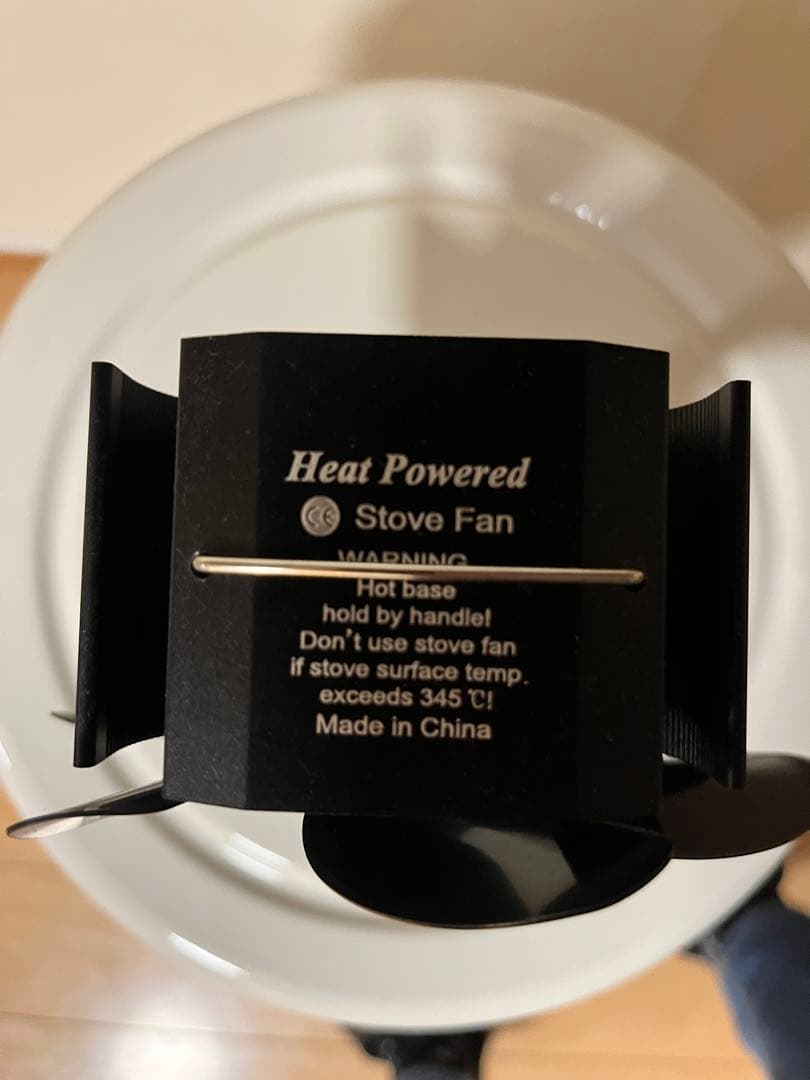 Heat Powered
CE Stove Fan
WARNING
Hot base
hold by handle!
Don't use stove fan
if stove surface temp.
exceeds 345 ℃!
Made in China